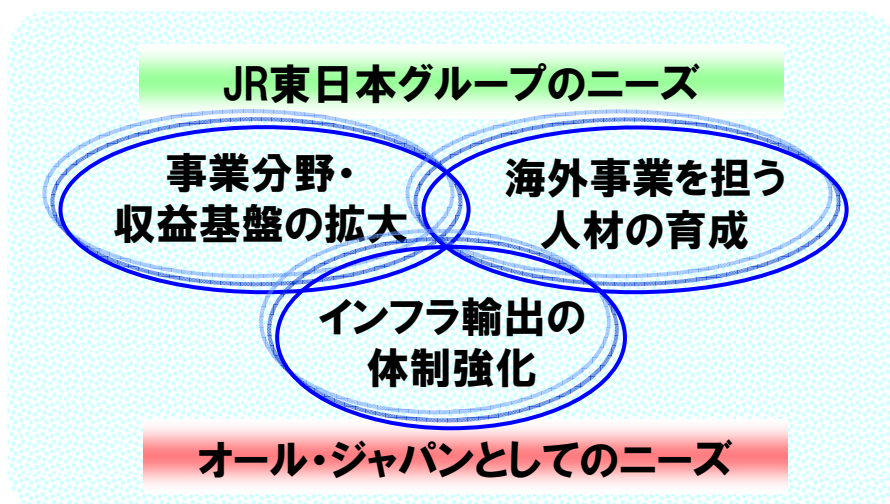 JR東日本グループのニーズ
事業分野・
収益基盤の拡大
海外事業を担う
人材の育成
インフラ輸出の
体制強化
オール・ジャパンとしてのニーズ